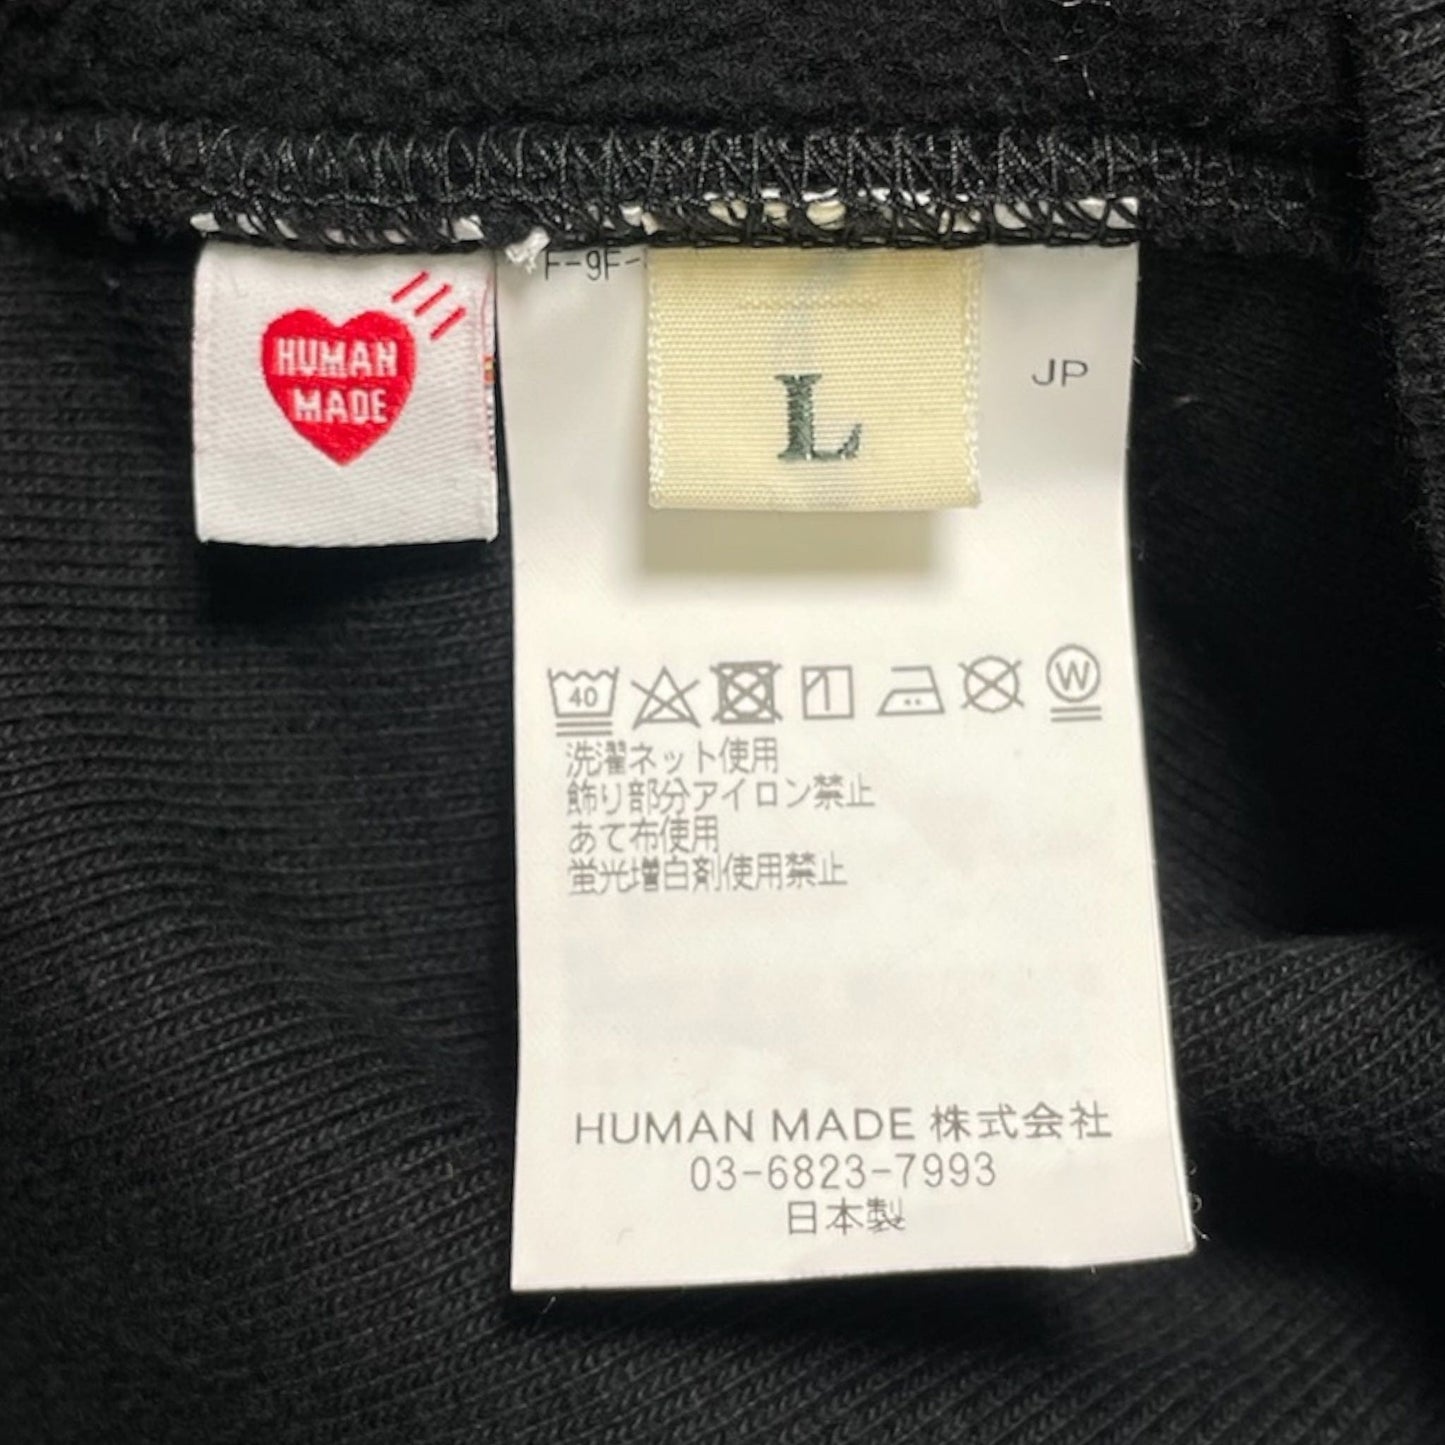 HUMAN
MADE
F-9F-
L
JP
40
W
洗濯ネット使用
飾り部分アイロン禁止
あて布使用
蛍光増白剤使用禁止
HUMAN MADE 株式会社
03-6823-7993
日本製